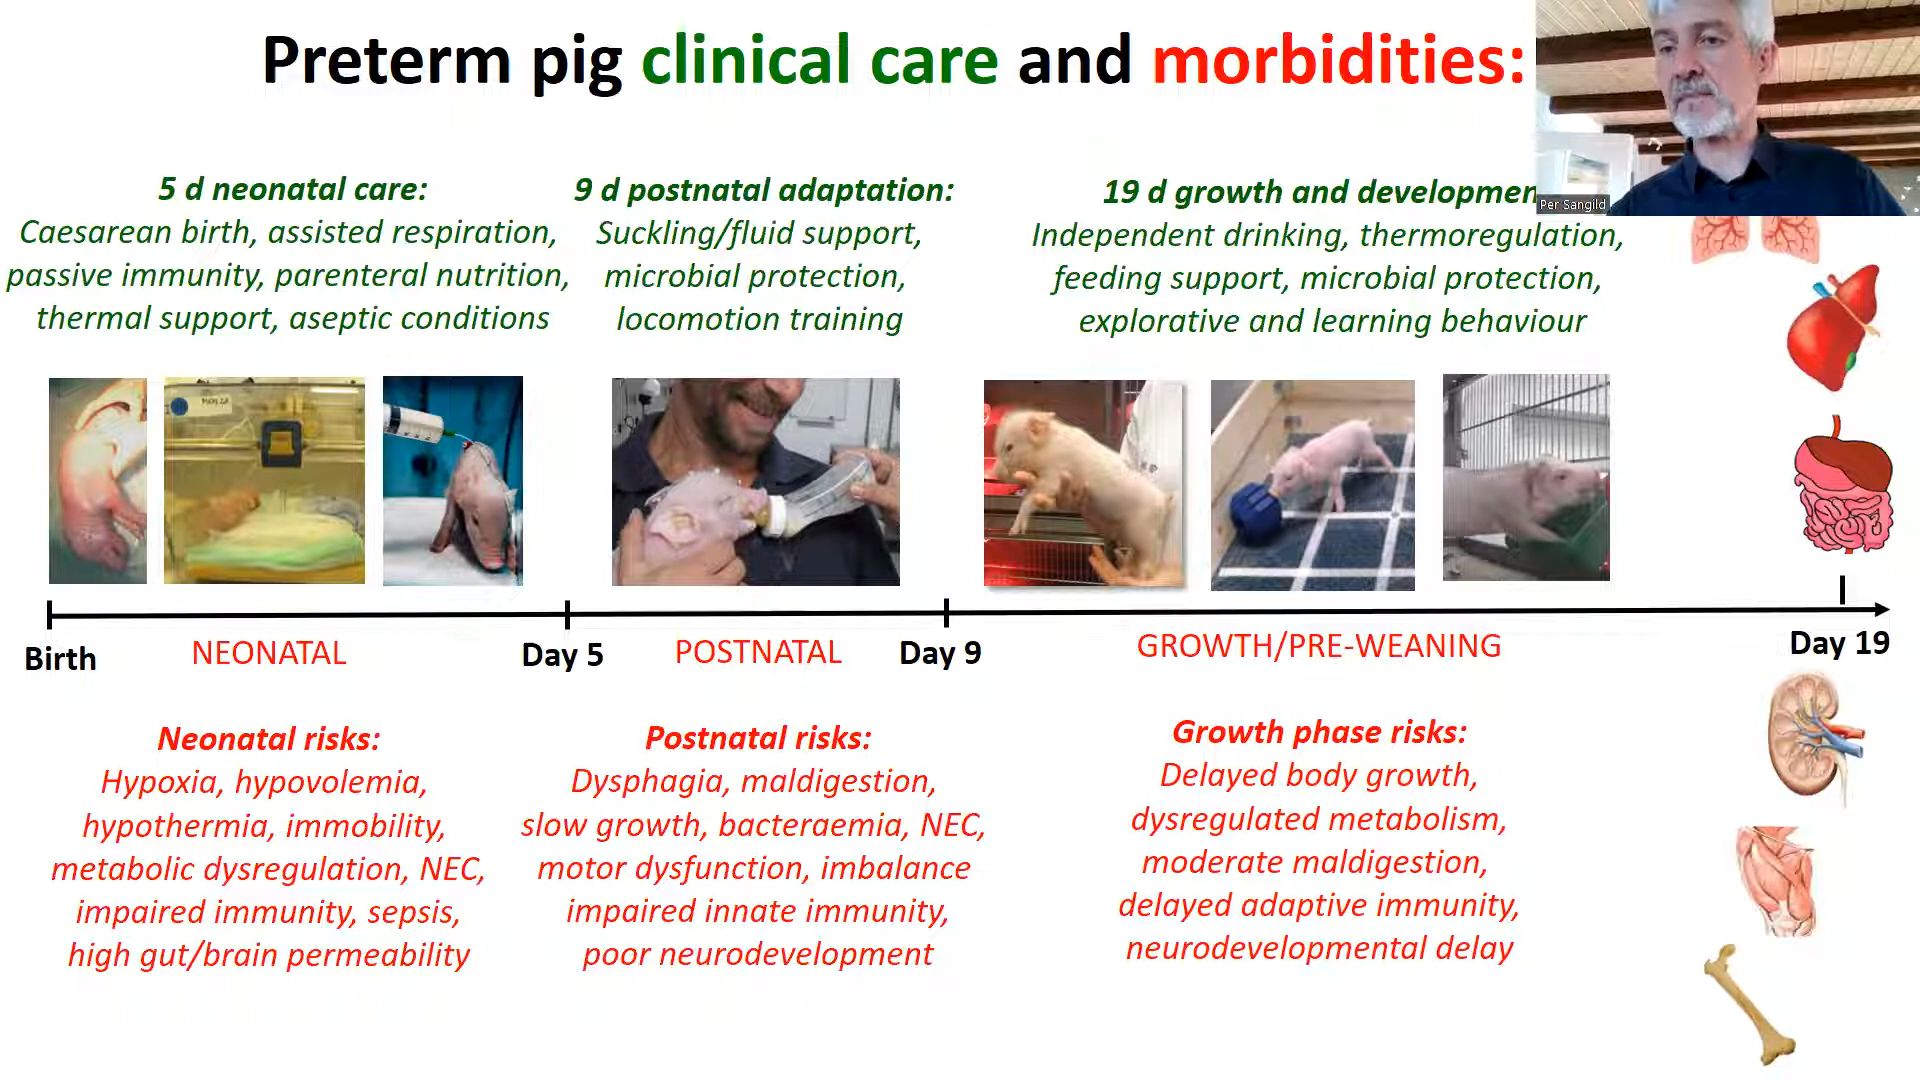 Preterm pig clinical care and morbidities:
Per Sangild
5 d neonatal care:
Caesarean birth, assisted respiration,
passive immunity, parenteral nutrition,
thermal support, aseptic conditions
9 d postnatal adaptation:
Suckling/fluid support,
microbial protection,
locomotion training
19 d growth and developmen
Independent drinking, thermoregulation,
feeding support, microbial protection,
explorative and learning behaviour
Birth
NEONATAL
Day 5
POSTNATAL
Day 9
GROWTH/PRE-WEANING
Day 19
Neonatal risks:
Hypoxia, hypovolemia,
hypothermia, immobility,
metabolic dysregulation, NEC,
impaired immunity, sepsis,
high gut/brain permeability
Postnatal risks:
Dysphagia, maldigestion,
slow growth, bacteraemia, NEC,
motor dysfunction, imbalance
impaired innate immunity,
poor neurodevelopment
Growth phase risks:
Delayed body growth,
dysregulated metabolism,
moderate maldigestion,
delayed adaptive immunity,
neurodevelopmental delay